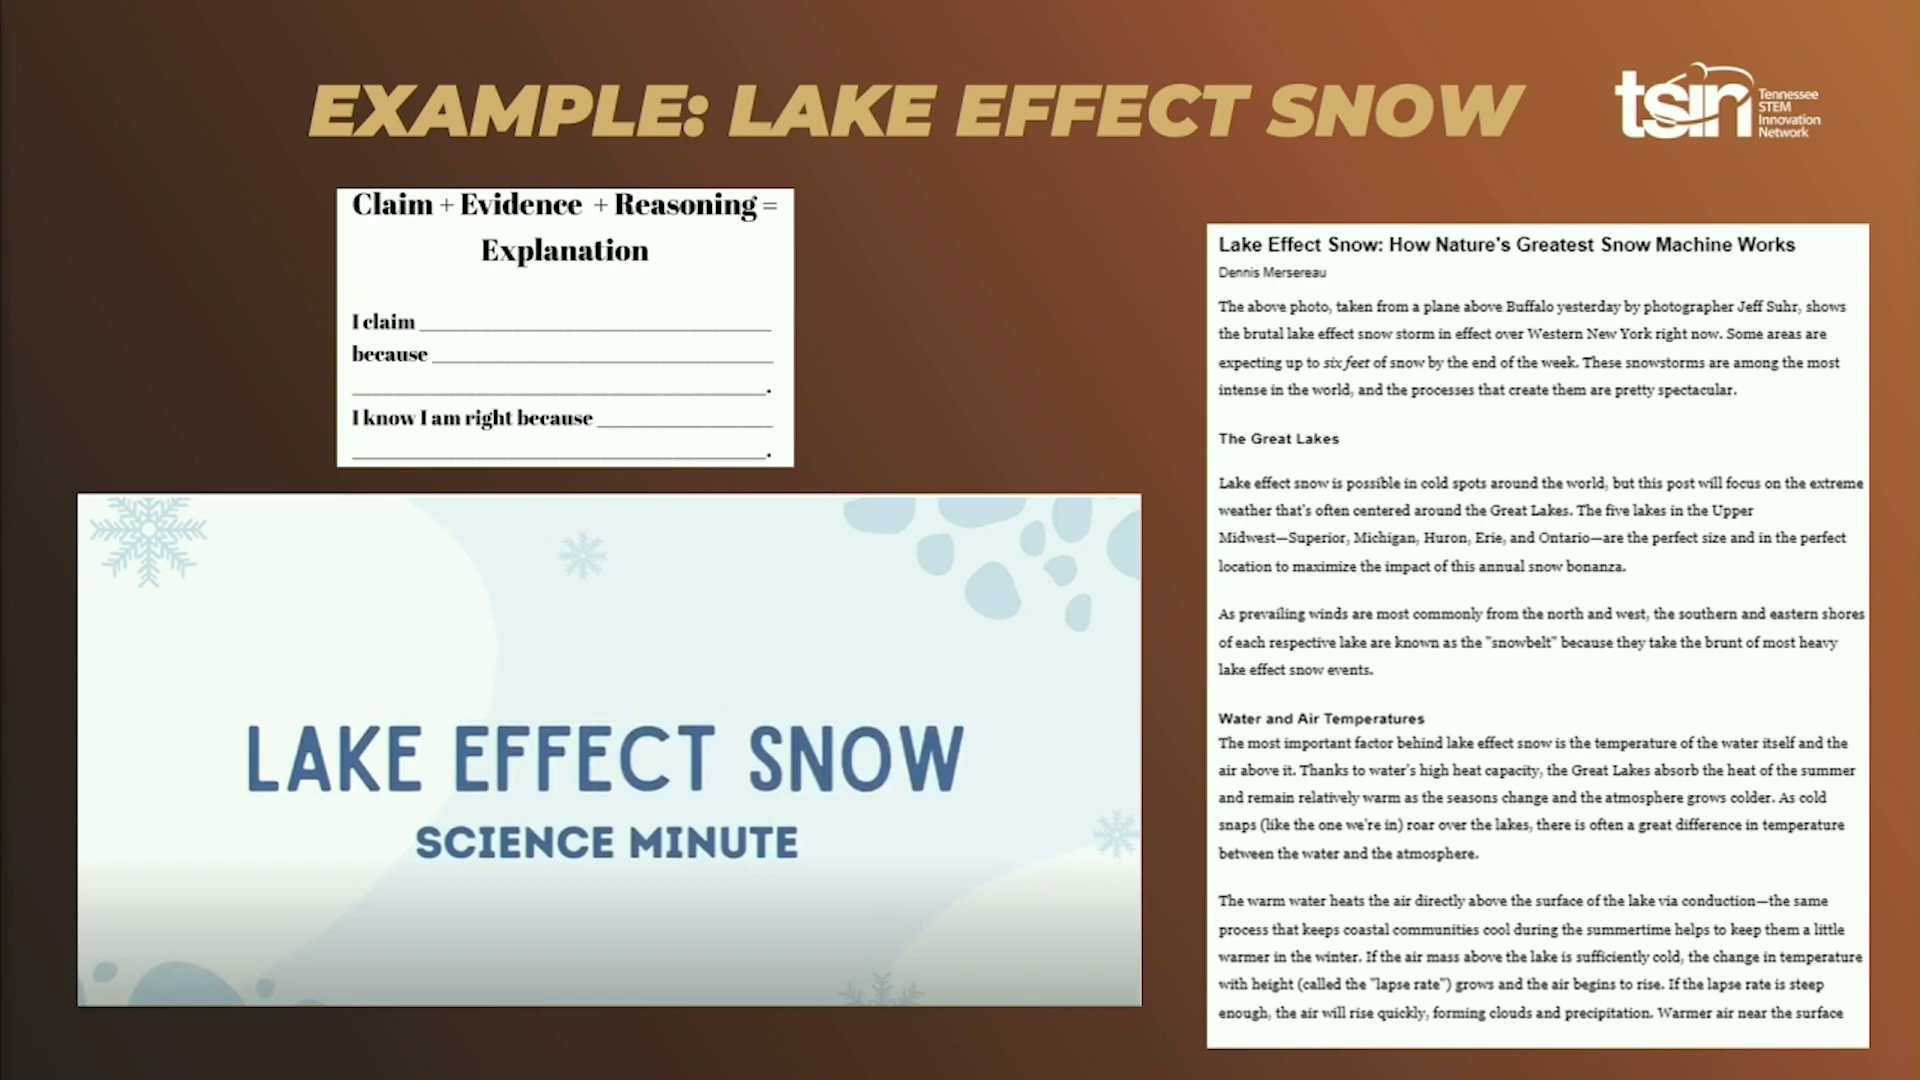 EXAMPLE: LAKE EFFECT SNOW
tsin
Tennessee
STEM
Innovation
Network
Claim + Evidence + Reasoning =
Explanation
I claim ________________________________
because ________________________________
________________________________.
I know I am right because ________________
________________________________.
LAKE EFFECT SNOW
SCIENCE MINUTE
Lake Effect Snow: How Nature's Greatest Snow Machine Works
Dennis Mersereau
The above photo, taken from a plane above Buffalo yesterday by photographer Jeff Suhr, shows
the brutal lake effect snow storm in effect over Western New York right now. Some areas are
expecting up to six feet of snow by the end of the week. These snowstorms are among the most
intense in the world, and the processes that create them are pretty spectacular.
The Great Lakes
Lake effect snow is possible in cold spots around the world, but this post will focus on the extreme
weather that's often centered around the Great Lakes. The five lakes in the Upper
Midwest—Superior, Michigan, Huron, Erie, and Ontario—are the perfect size and in the perfect
location to maximize the impact of this annual snow bonanza.
As prevailing winds are most commonly from the north and west, the southern and eastern shores
of each respective lake are known as the "snowbelt" because they take the brunt of most heavy
lake effect snow events.
Water and Air Temperatures
The most important factor behind lake effect snow is the temperature of the water itself and the
air above it. Thanks to water's high heat capacity, the Great Lakes absorb the heat of the summer
and remain relatively warm as the seasons change and the atmosphere grows colder. As cold
snaps (like the one we're in) roar over the lakes, there is often a great difference in temperature
between the water and the atmosphere.
The warm water heats the air directly above the surface of the lake via conduction—the same
process that keeps coastal communities cool during the summertime helps to keep them a little
warmer in the winter. If the air mass above the lake is sufficiently cold, the change in temperature
with height (called the "lapse rate") grows and the air begins to rise. If the lapse rate is steep
enough, the air will rise quickly, forming clouds and precipitation. Warmer air near the surface